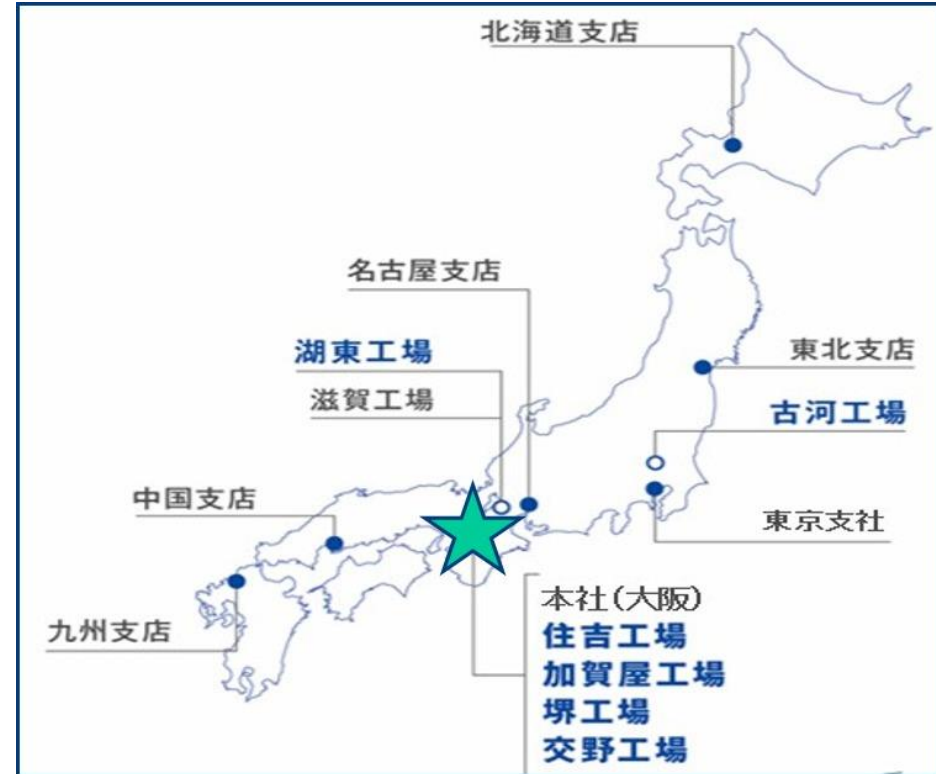 北海道支店
名古屋支店
湖東工場
滋賀工場
東北支店
古河工場
中国支店
東京支社
九州支店
本社(大阪)
住吉工場
加賀屋工場
堺工場
交野工場